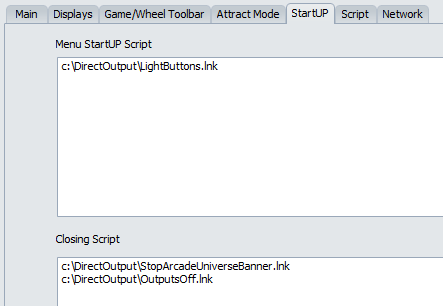 Main Displays Game/Wheel Toolbar Attract Mode StartUP Script Network
Menu StartUP Script
c:\DirectOutput\LightButtons.lnk
Closing Script
c:\DirectOutput\StopArcadeUniverseBanner.lnk
c:\DirectOutput\OutputsOff.lnk